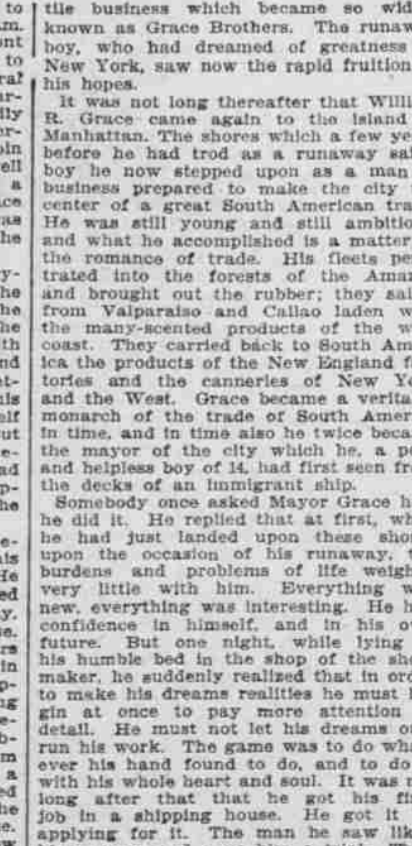 tile business which became so wid
known as Grace Brothers. The runaw
boy, who had dreamed of greatness
New York, saw now the rapid fruition
his hopes.
It was not long thereafter that Willi
R. Grace came again to the island
Manhattan. The shores which a few ye
before he had trod as a runaway sai
boy he now stepped upon as a man
business prepared to make the city
center of a great South American tra
He was still young and still ambitio
and what he accomplished is a matter
the romance of trade. His fleets pe
trated into the forests of the Ama
and brought out the rubber; they sai
from Valparaiso and Callao laden w
the many-scented products of the w
coast. They carried back to South Am
ica the products of the New England f
tories and the canneries of New Yo
and the West. Grace became a verita
monarch of the trade of South Amer
in time, and in time also he twice beca
the mayor of the city which he, a p
and helpless boy of 14, had first seen fr
the decks of an immigrant ship.
Somebody once asked Mayor Grace h
he did it. He replied that at first, wh
he had just landed upon these sho
upon the occasion of his runaway,
burdens and problems of life weigh
very little with him. Everything w
new, everything was interesting. He h
confidence in himself, and in his o
future. But one night, while lying
his humble bed in the shop of the sh
maker, he suddenly realized that in ord
to make his dreams realities he must
gin at once to pay more attention
detail. He must not let his dreams o
run his work. The game was to do wha
ever his hand found to do, and to do
with his whole heart and soul. It was n
long after that that he got his fi
job in a shipping house. He got it
applying for it. The man he saw lik